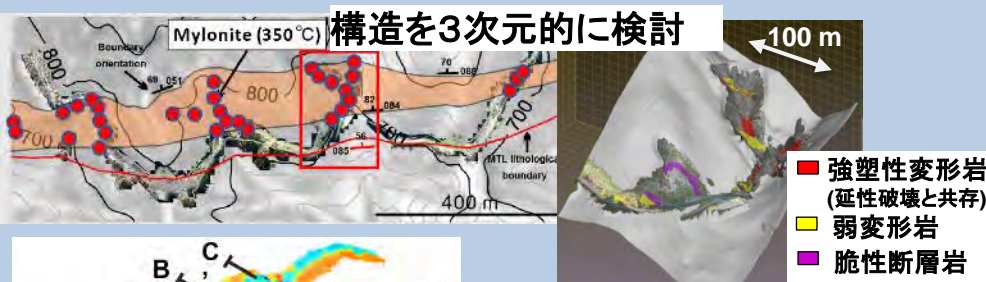 構造を3次元的に検討
Mylonite (350℃)
Boundary
orientation
800
69
051
800
70
088
82
084
700
700
700
56
085
MTL lithological
boundary
400 m
100 m
強塑性変形岩
(延性破壊と共存)
弱変形岩
脆性断層岩
C
B
,